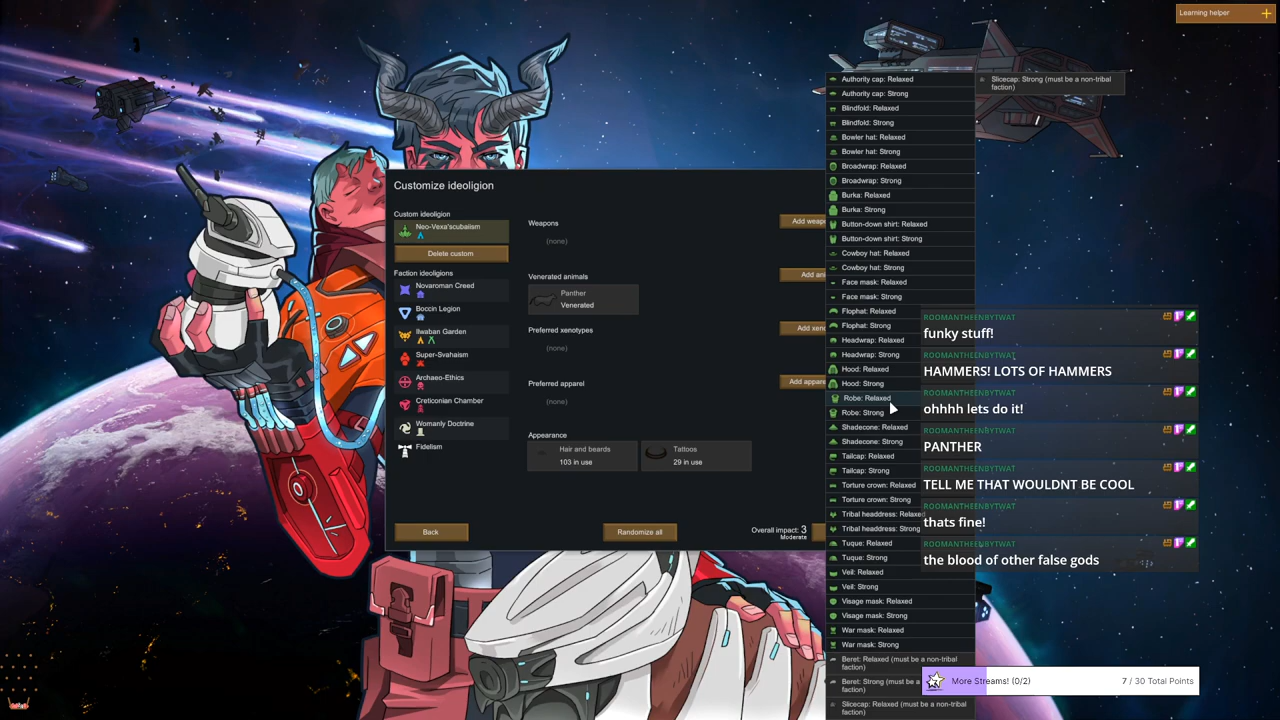 Learning helper
Customize ideoligion
Custom ideoligion
Neo-Vexa'scubaiism
Delete custom
Faction ideoligions
Novaroman Creed
Boccin Legion
Ilwaban Garden
Super-Svahaism
Archaeo-Ethics
Creticonian Chamber
Womanly Doctrine
Fidelism
Back
Weapons
(none)
Add weap
Venerated animals
Add ani
Panther
Venerated
Preferred xenotypes
Add xeno
(none)
Preferred apparel
Add appare
(none)
Appearance
Hair and beards
103 in use
Tattoos
29 in use
Randomize all
Overall impact: 3
Moderate
Authority cap: Relaxed
Authority cap: Strong
Blindfold: Relaxed
Blindfold: Strong
Bowler hat: Relaxed
Bowler hat: Strong
Broadwrap: Relaxed
Broadwrap: Strong
Burka: Relaxed
Burka: Strong
Button-down shirt: Relaxed
Button-down shirt: Strong
Cowboy hat: Relaxed
Cowboy hat: Strong
Face mask: Relaxed
Face mask: Strong
Flophat: Relaxed
Flophat: Strong
Headwrap: Relaxed
Headwrap: Strong
Hood: Relaxed
Hood: Strong
Robe: Relaxed
Robe: Strong
Shadecone: Relaxed
Shadecone: Strong
Tailcap: Relaxed
Tailcap: Strong
Torture crown: Relaxed
Torture crown: Strong
Tribal headdress: Relaxe
Tribal headdress: Strong
Tuque: Relaxed
Tuque: Strong
Veil: Relaxed
Veil: Strong
Visage mask: Relaxed
Visage mask: Strong
War mask: Relaxed
War mask: Strong
Beret: Relaxed (must be a non-tribal
faction)
Beret: Strong (must be a
faction)
Slicecap: Relaxed (must be a non-tribal
faction)
Slicecap: Strong (must be a non-tribal
faction)
ROOMANTHEENBYTWAT
funky stuff!
ROOMANTHEENBYTWAT
HAMMERS! LOTS OF HAMMERS
ROOMANTHEENBYTWAT
ohhhh lets do it!
ROOMANTHEENBYTWAT
PANTHER
ROOMANTHEENBYTWAT
TELL ME THAT WOULDNT BE COOL
ROOMANTHEENBYTWAT
thats fine!
ROOMANTHEENBYTWAT
the blood of other false gods
More Streams! (0/2)
7 / 30 Total Points